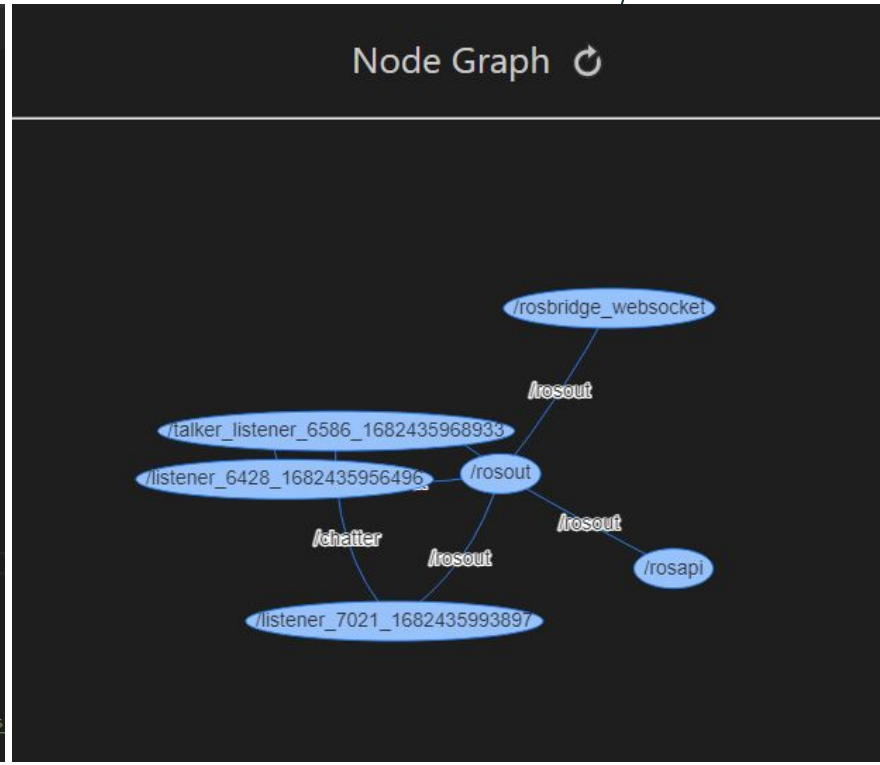 Node Graph
/rosbridge_websocket
/rosout
/talker_listener_6586_1682435968933
/listener_6428_1682435956496
/rosout
/rosout
/chatter
/rosout
/rosapi
/listener_7021_1682435993897